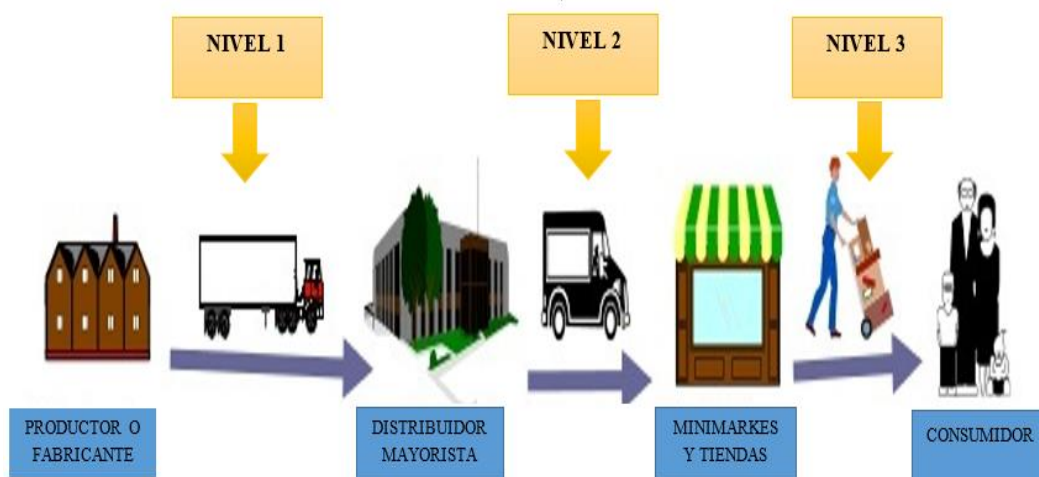 NIVEL 1
NIVEL 2
NIVEL 3
PRODUCTOR O
FABRICANTE
DISTRIBUIDOR
MAYORISTA
MINIMARKES
Y TIENDAS
CONSUMIDOR